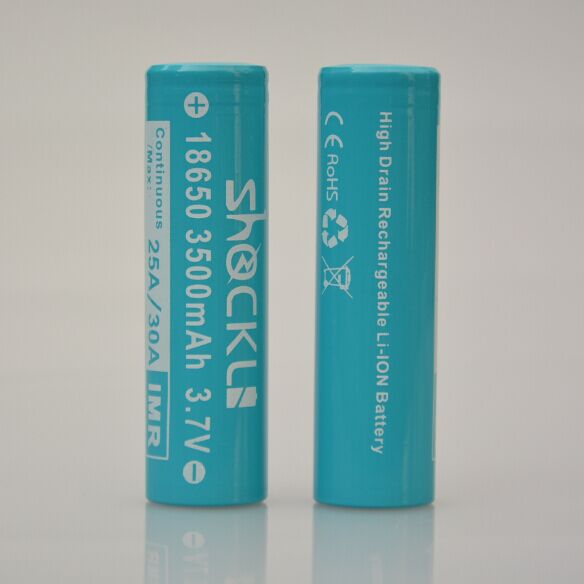 shOCKLi
+ 18650 3500mAh 3.7V −
Continuous
/Max:
25A/30A
IMR
High Drain Rechargeable Li-ION Battery
CE RoHS